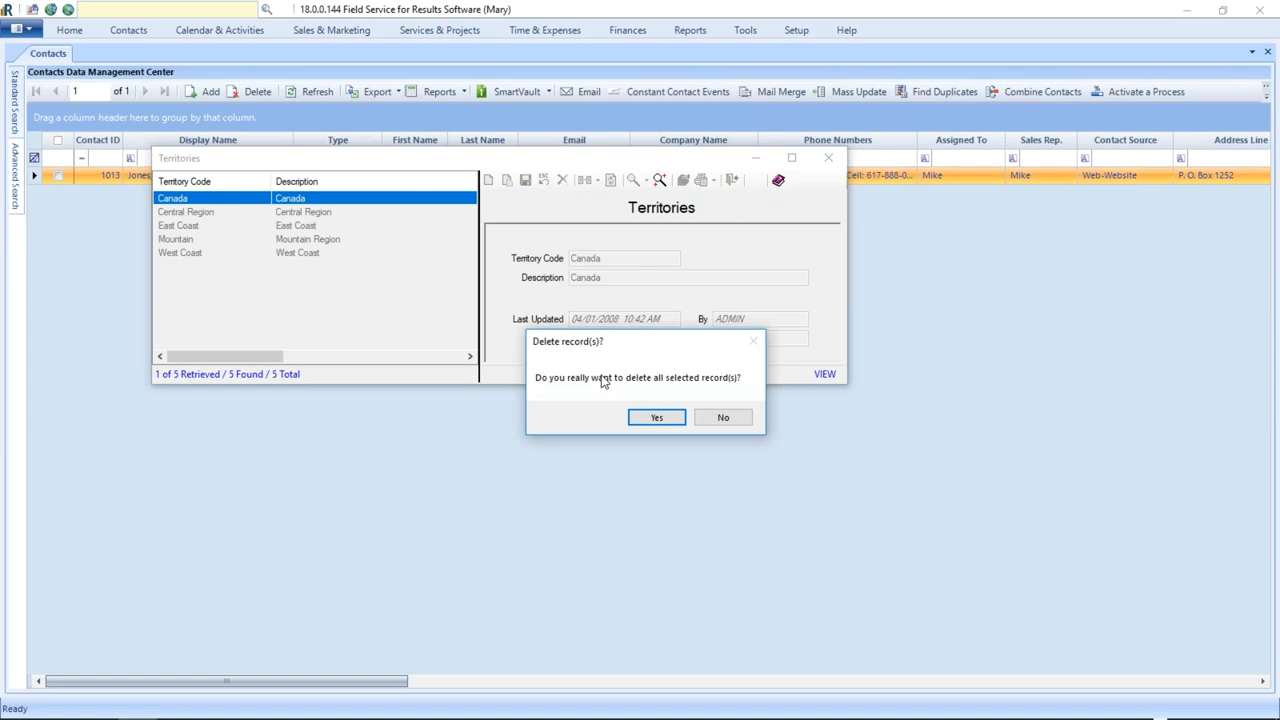 18.0.0.144 Field Service for Results Software (Mary)
Home Contacts Calendar & Activities Sales & Marketing Services & Projects Time & Expenses Finances Reports Tools Setup Help
Contacts
Contacts Data Management Center
1 of 1 Add Delete Refresh Export Reports SmartVault Email Constant Contact Events Mail Merge Mass Update Find Duplicates Combine Contacts Activate a Process
Drag a column header here to group by that column.
Standard Search
Advanced Search
Contact ID Display Name Type First Name Last Name Email Company Name Phone Numbers Assigned To Sales Rep. Contact Source Address Line
1013 Jones, Cell: 617-888-0... Mike Mike Web-Website P. O. Box 1252
Territories
Territory Code Description
Canada Canada
Central Region Central Region
East Coast East Coast
Mountain Mountain Region
West Coast West Coast
1 of 5 Retrieved / 5 Found / 5 Total
Territories
Territory Code Canada
Description Canada
Last Updated 04/01/2008 10:42 AM By ADMIN
VIEW
Delete record(s)?
Do you really want to delete all selected record(s)?
Yes No
Ready